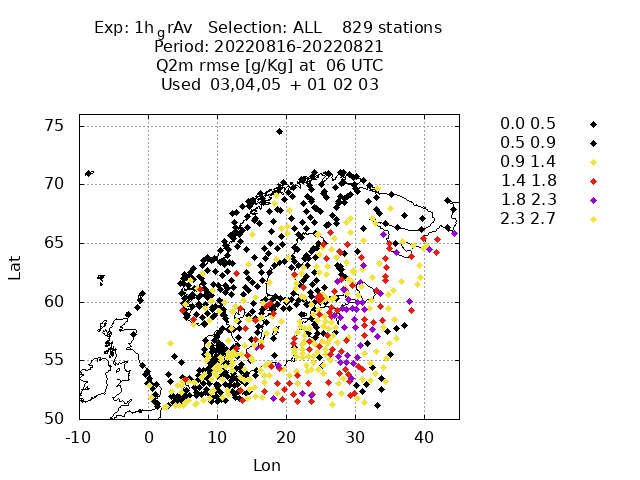 Exp: 1h grAv Selection: ALL 829 stations
Period: 20220816-20220821
Q2m rmse [g/Kg] at 06 UTC
Used 03,04,05 + 01 02 03
75
70
65
60
55
50
Lat
-10 0 10 20 30 40
Lon
0.0 0.5
0.5 0.9
0.9 1.4
1.4 1.8
1.8 2.3
2.3 2.7